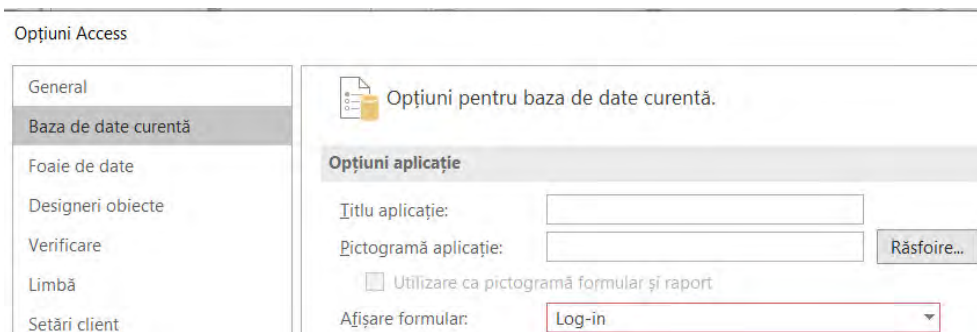 Opțiuni Access
General
Baza de date curentă
Foaie de date
Designeri obiecte
Verificare
Limbă
Setări client
Opțiuni pentru baza de date curentă.
Opțiuni aplicație
Titlu aplicație:
Pictogramă aplicație:
Răsfoire...
Utilizare ca pictogramă formular și raport
Afișare formular:
Log-in